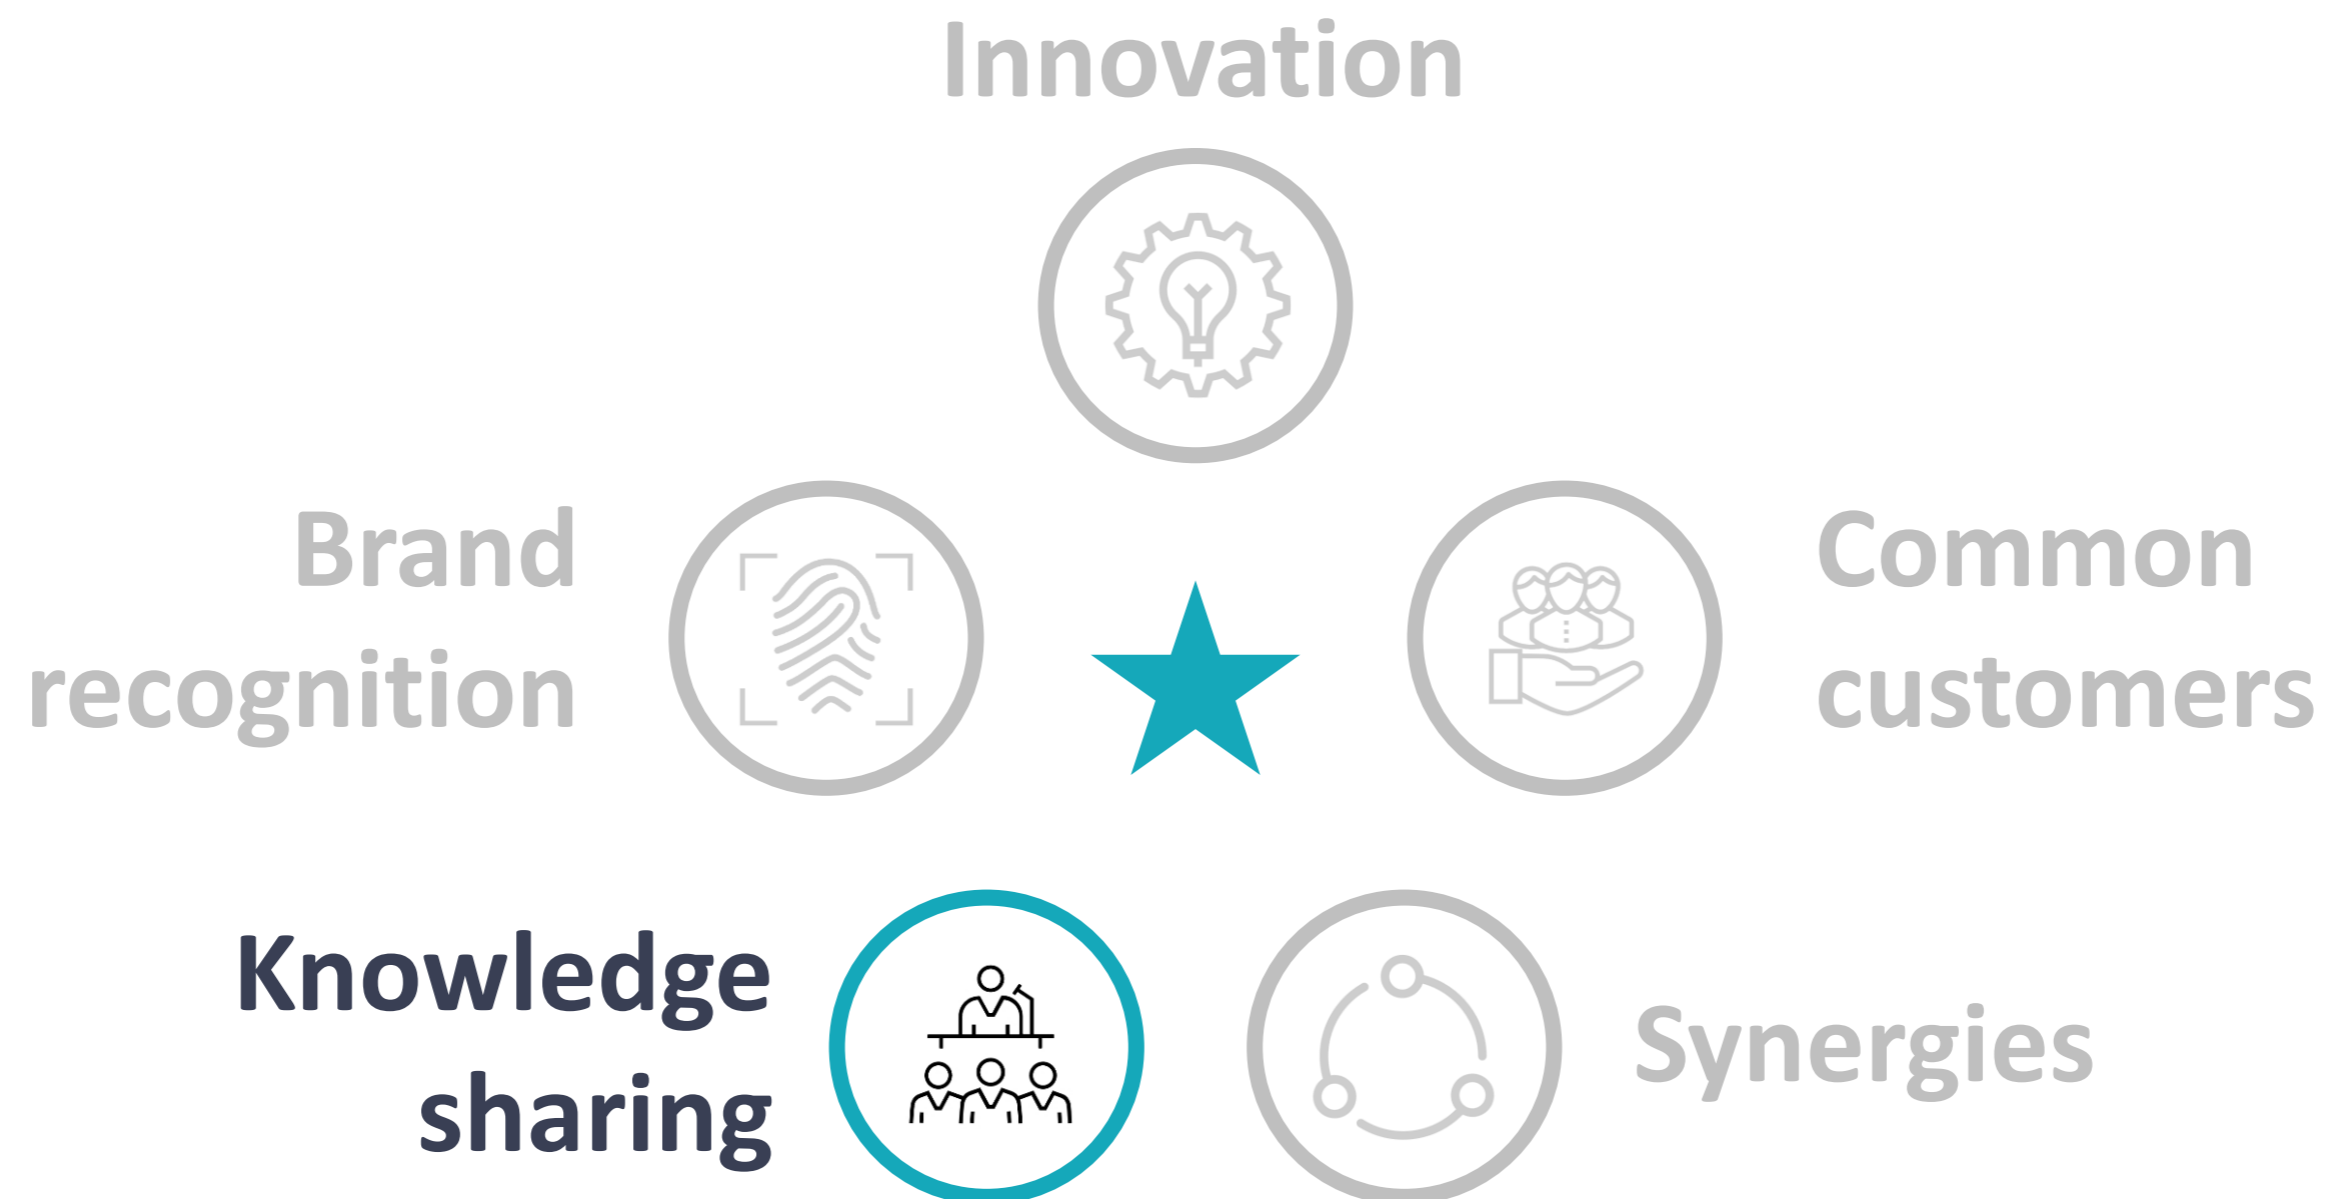 Innovation
Brand
recognition
Common
customers
Knowledge
sharing
Synergies